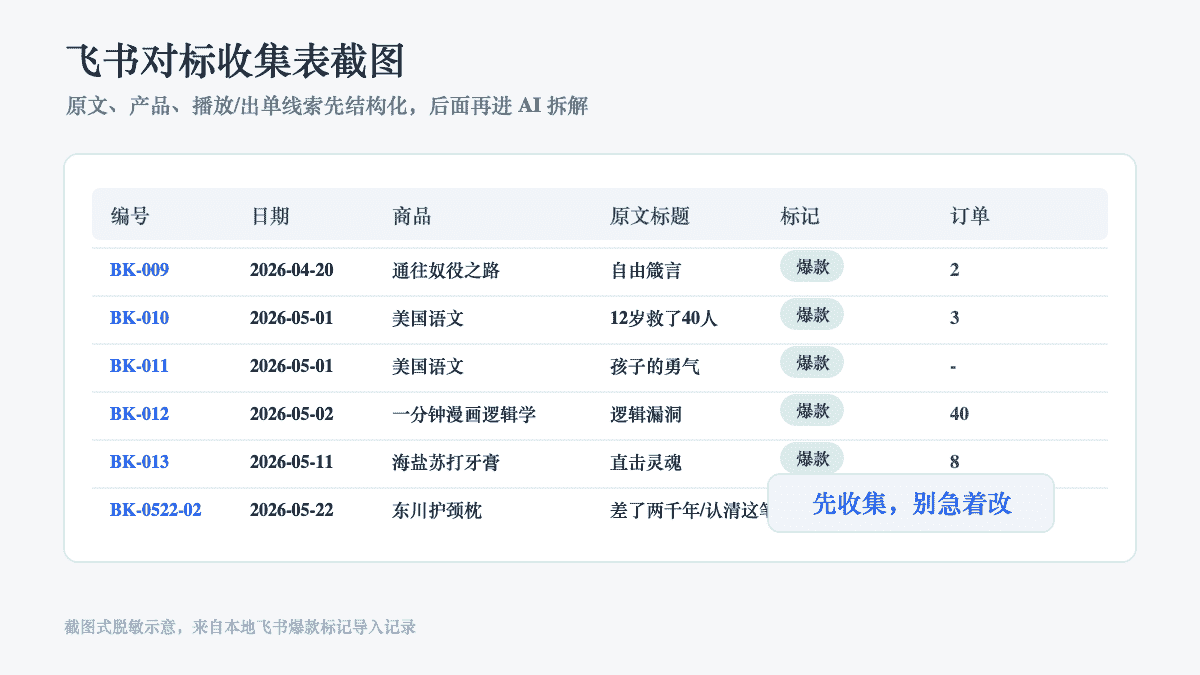 飞书对标收集表截图
原文、产品、播放/出单线索先结构化，后面再进 AI 拆解
编号 日期 商品 原文标题 标记 订单
BK-009 2026-04-20 通往奴役之路 自由箴言 爆款 2
BK-010 2026-05-01 美国语文 12岁救了40人 爆款 3
BK-011 2026-05-01 美国语文 孩子的勇气 爆款 -
BK-012 2026-05-02 一分钟漫画逻辑学 逻辑漏洞 爆款 40
BK-013 2026-05-11 海盐苏打牙膏 直击灵魂 爆款 8
BK-0522-02 2026-05-22 东川护颈枕 差了两千年/认清这
先收集，别急着改
截图式脱敏示意，来自本地飞书爆款标记导入记录